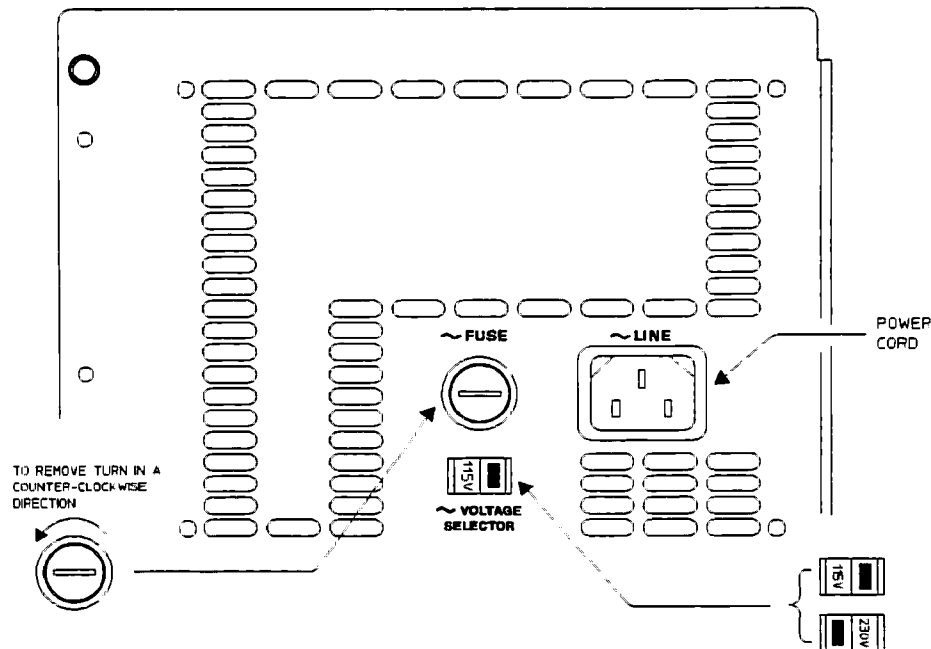 ~ FUSE
~ LINE
POWER
CORD
TO REMOVE TURN IN A
COUNTER-CLOCKWISE
DIRECTION
115V
~ VOLTAGE
SELECTOR
115V
230V